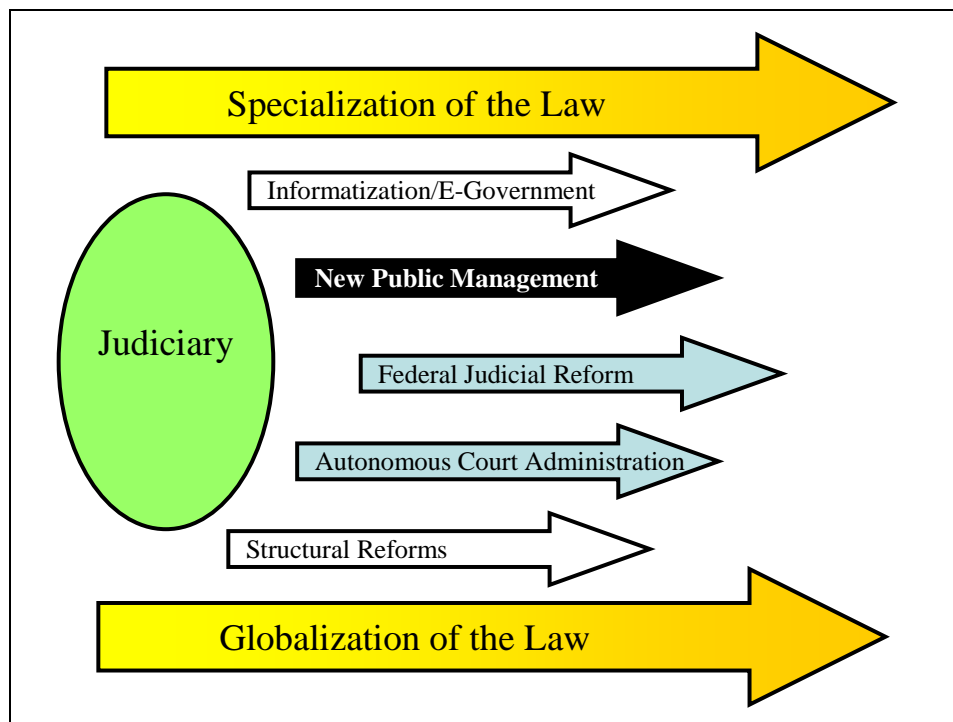 Specialization of the Law
Informatization/E-Government
New Public Management
Judiciary
Federal Judicial Reform
Autonomous Court Administration
Structural Reforms
Globalization of the Law